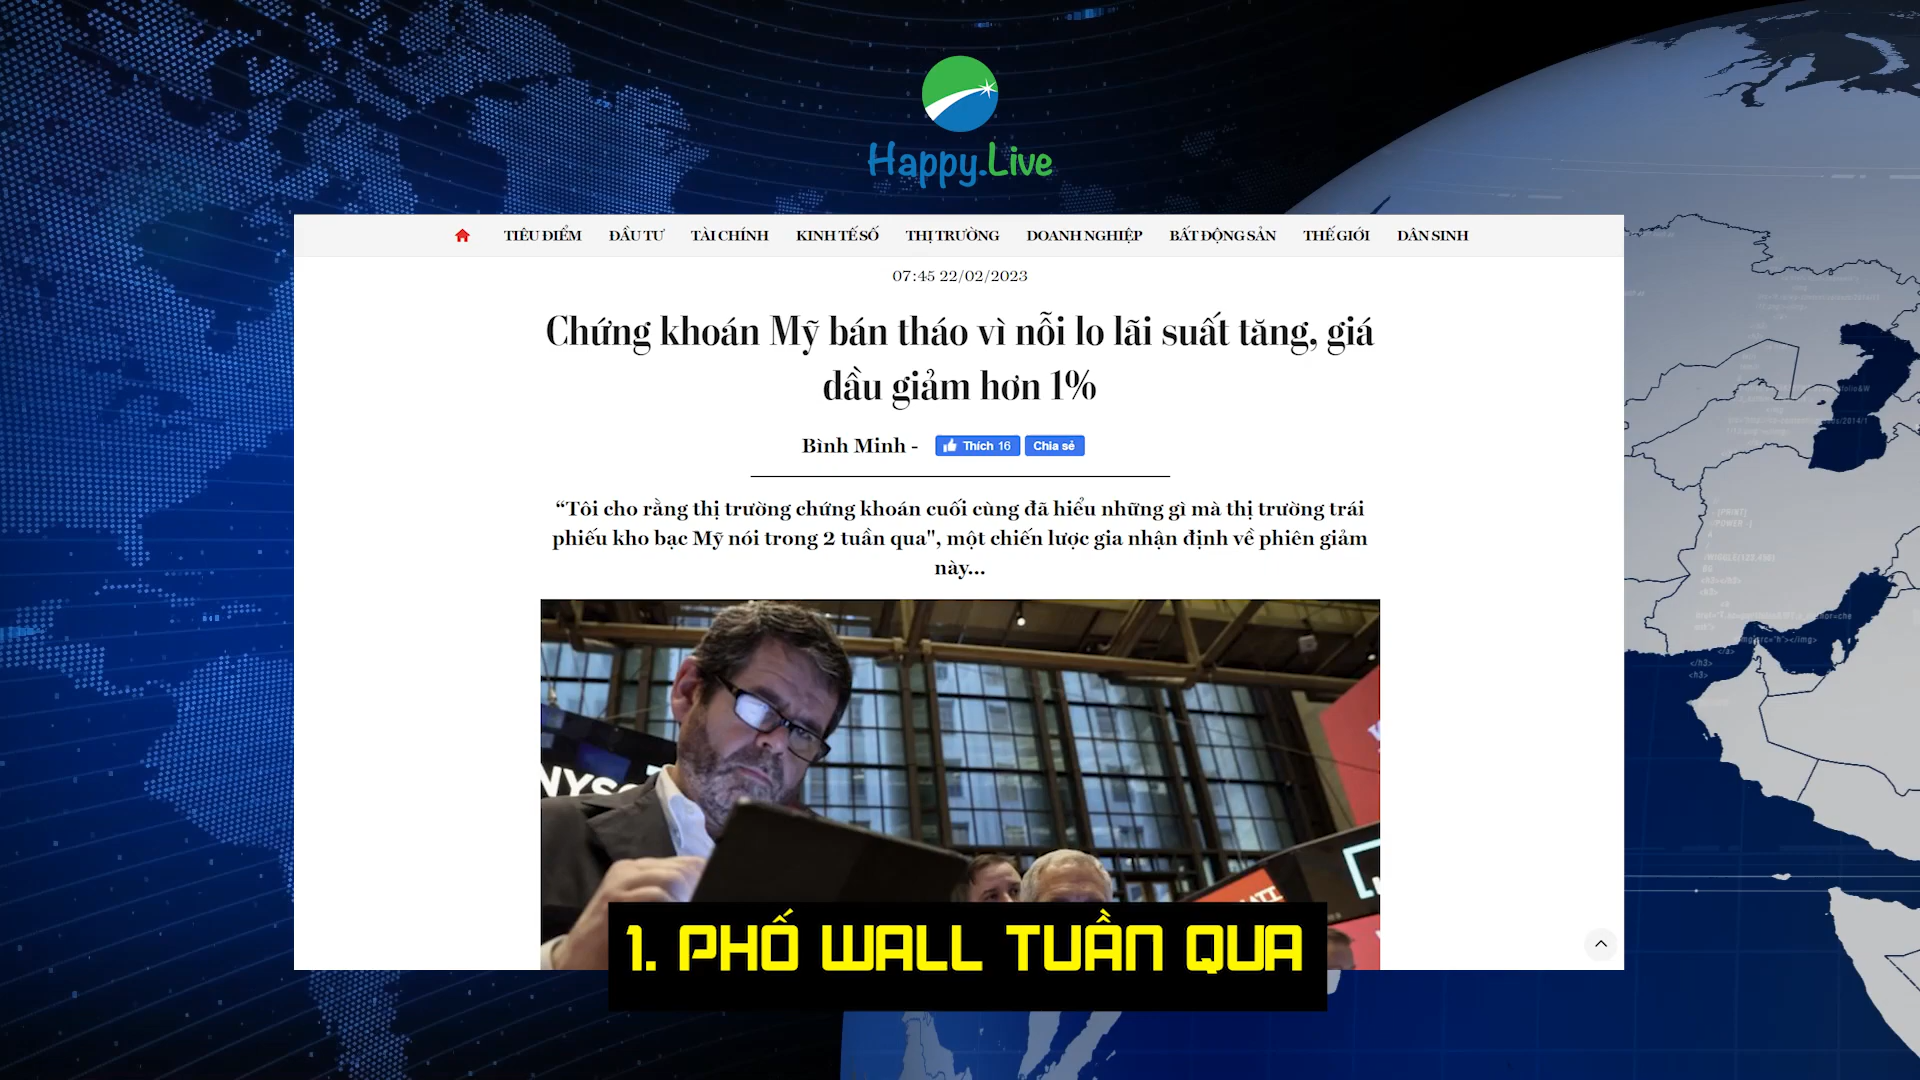 Happy.Live
TIÊU ĐIỂM ĐẦU TƯ TÀI CHÍNH KINH TẾ SỐ THỊ TRƯỜNG DOANH NGHIỆP BẤT ĐỘNG SẢN THẾ GIỚI DÂN SINH
07:45 22/02/2023
Chứng khoán Mỹ bán tháo vì nỗi lo lãi suất tăng, giá
dầu giảm hơn 1%
Bình Minh -
Thích 16 Chia sẻ
“Tôi cho rằng thị trường chứng khoán cuối cùng đã hiểu những gì mà thị trường trái
phiếu kho bạc Mỹ nói trong 2 tuần qua", một chiến lược gia nhận định về phiên giảm
này...
1. PHỐ WALL TUẦN QUA